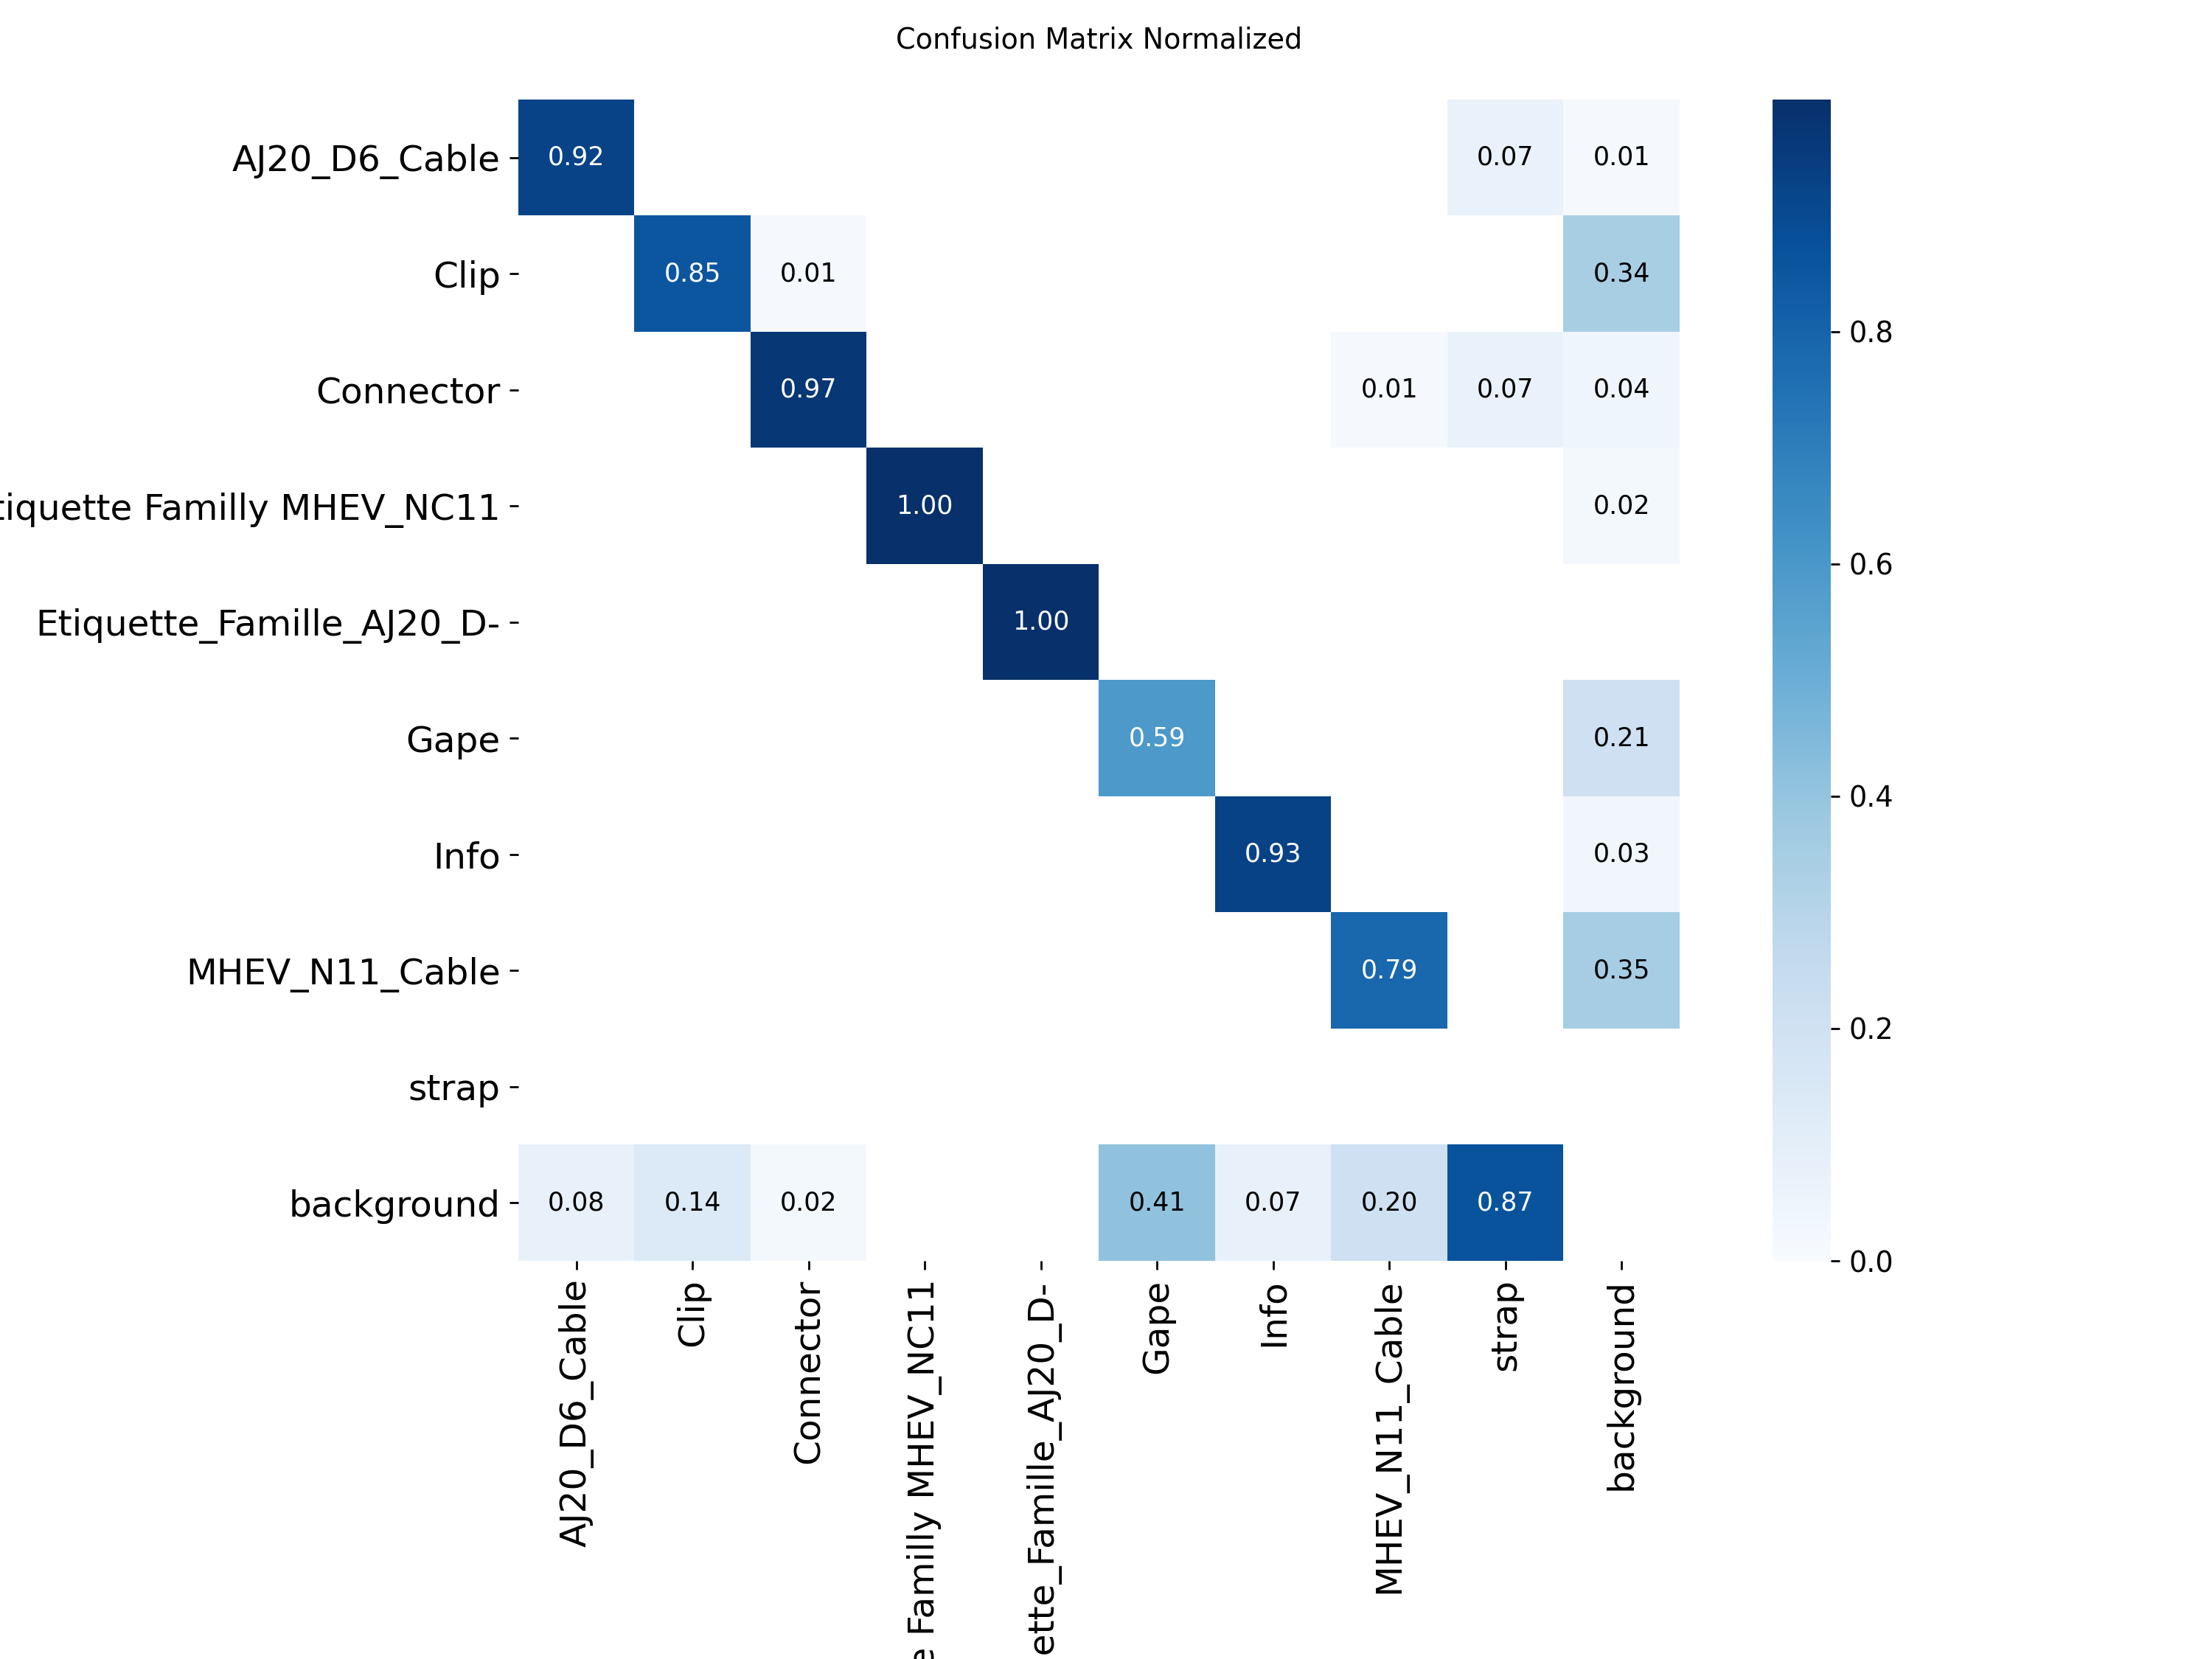 Confusion Matrix Normalized
AJ20_D6_Cable 0.92 0.07 0.01
Clip 0.85 0.01 0.34
Connector 0.97 0.01 0.07 0.04 0.8
tiquette Familly MHEV_NC11 1.00 0.02
0.6
Etiquette_Famille_AJ20_D- 1.00
Gape 0.59 0.21
0.4
Info 0.93 0.03
MHEV_N11_Cable 0.79 0.35
0.2
strap
background 0.08 0.14 0.02 0.41 0.07 0.20 0.87
0.0
AJ20_D6_Cable
Clip
Connector
e Familly MHEV_NC11
ette_Famille_AJ20_D-
Gape
Info
MHEV_N11_Cable
strap
background